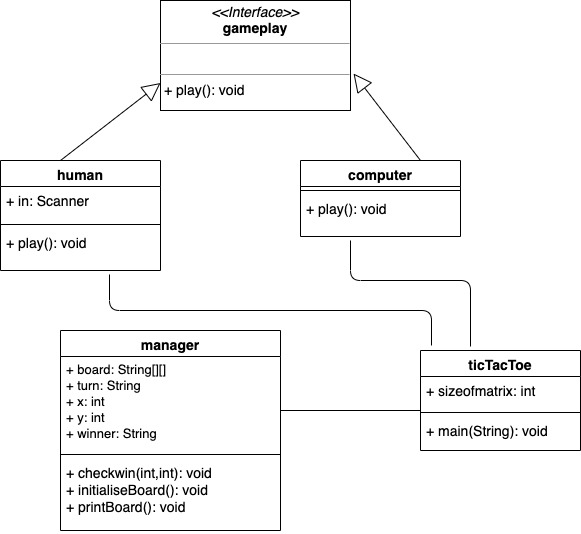 <<Interface>>
gameplay
+ play(): void
human
+ in: Scanner
+ play(): void
computer
+ play(): void
manager
+ board: String[][]
+ turn: String
+ x: int
+ y: int
+ winner: String
+ checkwin(int,int): void
+ initialiseBoard(): void
+ printBoard(): void
ticTacToe
+ sizeofmatrix: int
+ main(String): void